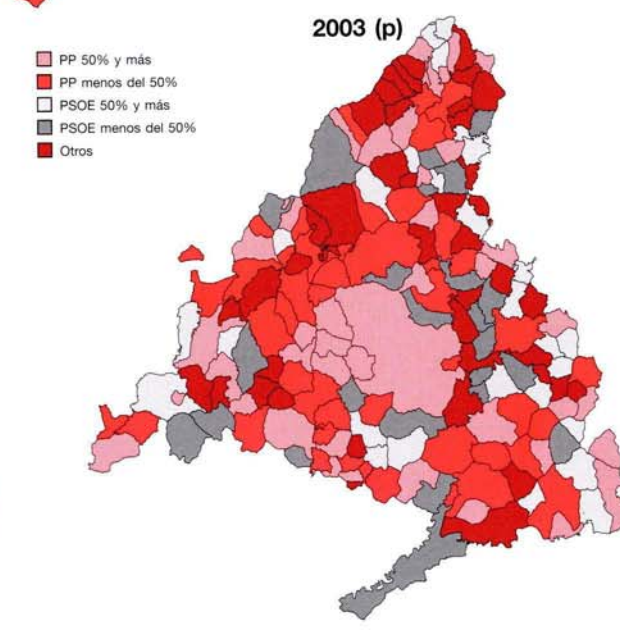 2003 (p)
PP 50% y más
PP menos del 50%
PSOE 50% y más
PSOE menos del 50%
Otros